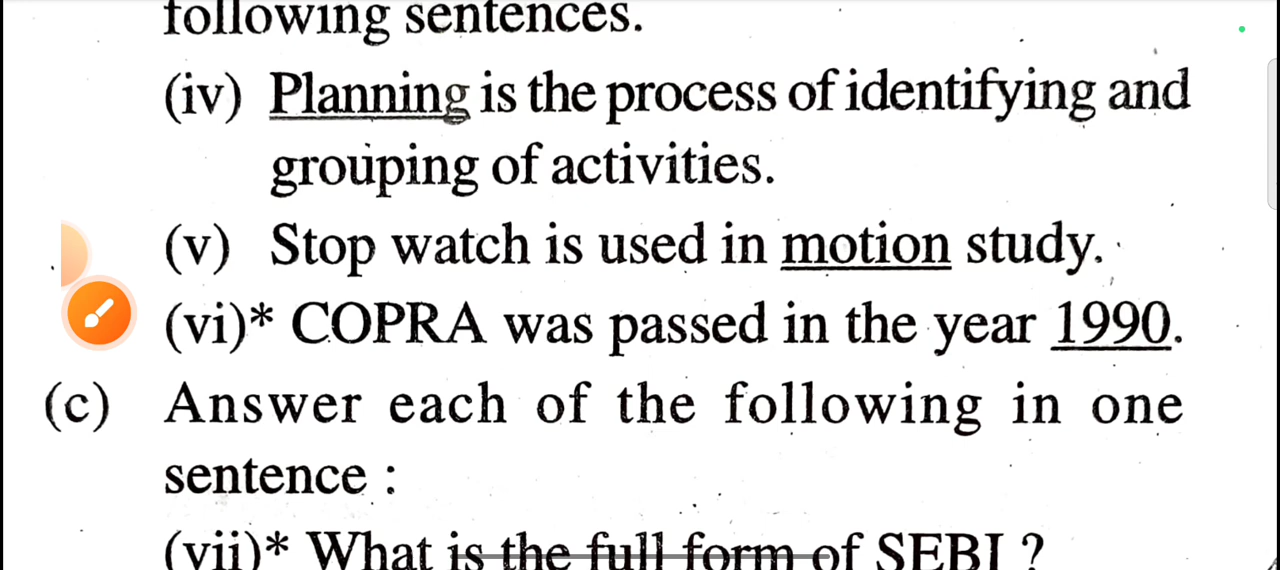 following sentences.
(iv) Planning is the process of identifying and
grouping of activities.
(v) Stop watch is used in motion study.
(vi)* COPRA was passed in the year 1990.
(c) Answer each of the following in one
sentence :
(vii)* What is the full form of SEBI ?